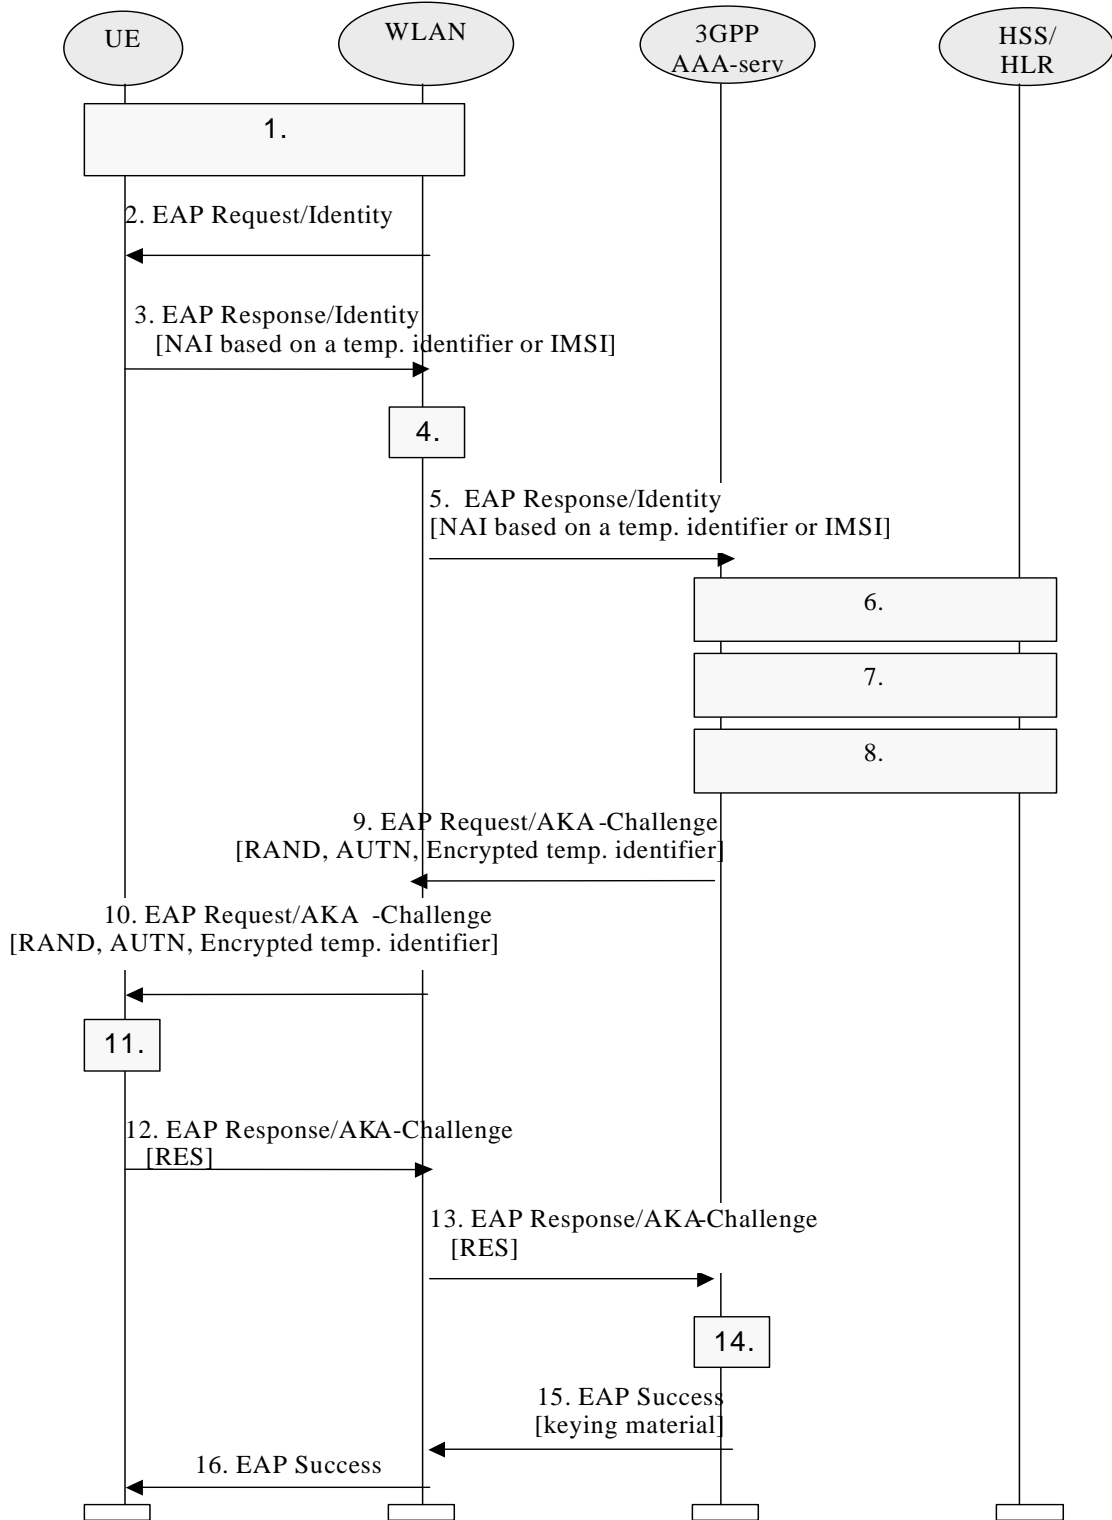 UE
WLAN
3GPP
AAA-serv
HSS/
HLR
1.
2. EAP Request/Identity
3. EAP Response/Identity
[NAI based on a temp. identifier or IMSI]
4.
5. EAP Response/Identity
[NAI based on a temp. identifier or IMSI]
6.
7.
8.
9. EAP Request/AKA -Challenge
[RAND, AUTN, Encrypted temp. identifier]
10. EAP Request/AKA -Challenge
[RAND, AUTN, Encrypted temp. identifier]
11.
12. EAP Response/AKA-Challenge
[RES]
13. EAP Response/AKA-Challenge
[RES]
14.
15. EAP Success
[keying material]
16. EAP Success